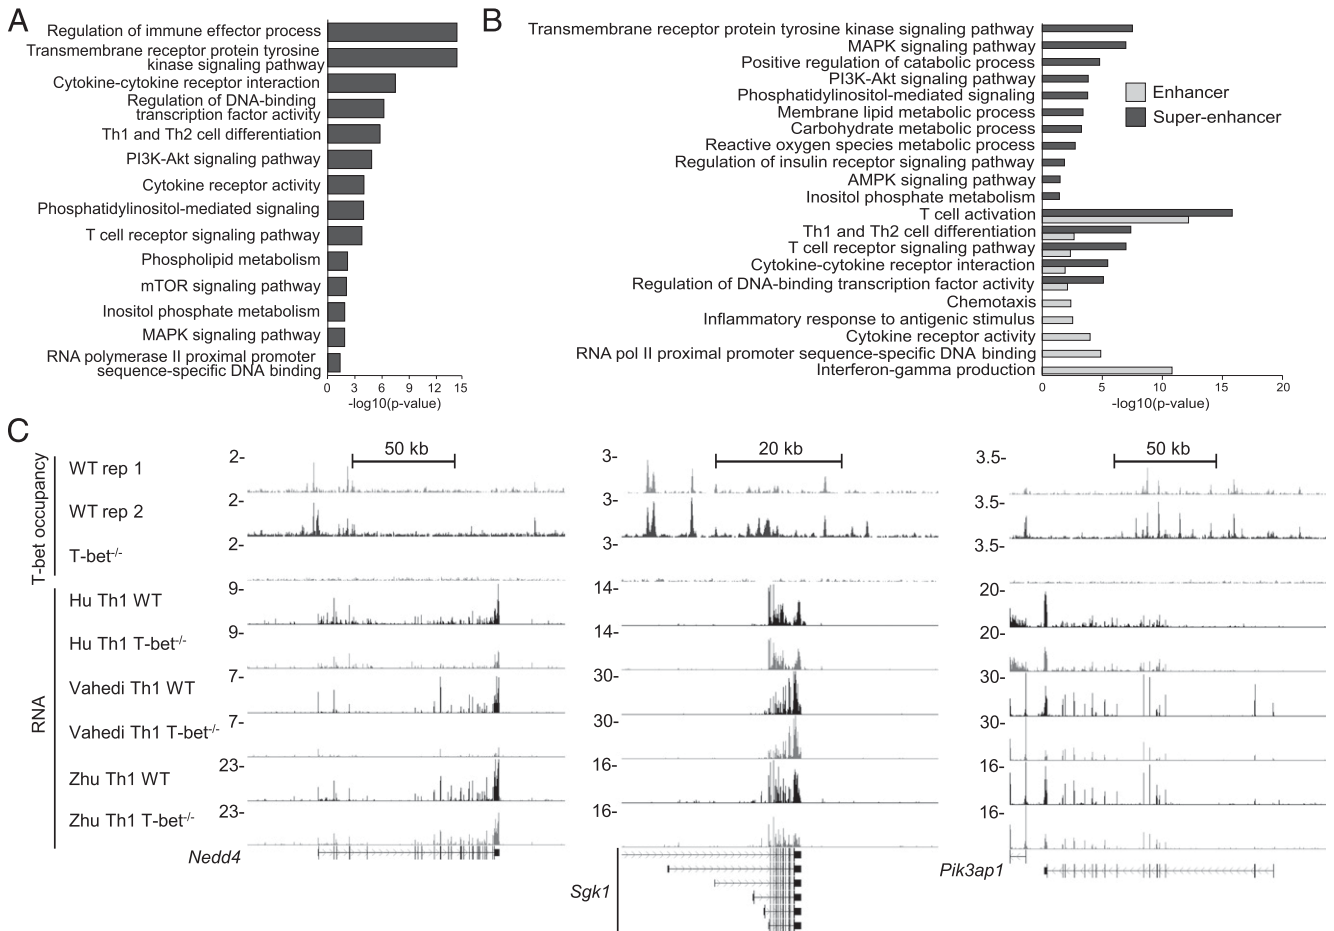 A
Regulation of immune effector process
Transmembrane receptor protein tyrosine
kinase signaling pathway
Cytokine-cytokine receptor interaction
Regulation of DNA-binding
transcription factor activity
Th1 and Th2 cell differentiation
PI3K-Akt signaling pathway
Cytokine receptor activity
Phosphatidylinositol-mediated signaling
T cell receptor signaling pathway
Phospholipid metabolism
mTOR signaling pathway
Inositol phosphate metabolism
MAPK signaling pathway
RNA polymerase II proximal promoter
sequence-specific DNA binding
0 3 6 9 12 15
-log10(p-value)
B
Transmembrane receptor protein tyrosine kinase signaling pathway
MAPK signaling pathway
Positive regulation of catabolic process
PI3K-Akt signaling pathway
Phosphatidylinositol-mediated signaling
Membrane lipid metabolic process
Carbohydrate metabolic process
Reactive oxygen species metabolic process
Regulation of insulin receptor signaling pathway
AMPK signaling pathway
Inositol phosphate metabolism
T cell activation
Th1 and Th2 cell differentiation
T cell receptor signaling pathway
Cytokine-cytokine receptor interaction
Regulation of DNA-binding transcription factor activity
Chemotaxis
Inflammatory response to antigenic stimulus
Cytokine receptor activity
RNA pol II proximal promoter sequence-specific DNA binding
Interferon-gamma production
0 5 10 15 20
-log10(p-value)
Enhancer
Super-enhancer
C
T-bet occupancy
RNA
50 kb 20 kb 50 kb
WT rep 1 2- 3- 3.5-
WT rep 2 2- 3- 3.5-
T-bet-/- 2- 3- 3.5-
Hu Th1 WT 9- 14- 20-
Hu Th1 T-bet-/- 9- 14- 20-
Vahedi Th1 WT 7- 30- 30-
Vahedi Th1 T-bet-/- 7- 30- 30-
Zhu Th1 WT 23- 16- 16-
Zhu Th1 T-bet-/- 23- 16- 16-
Nedd4
Sgk1
Pik3ap1